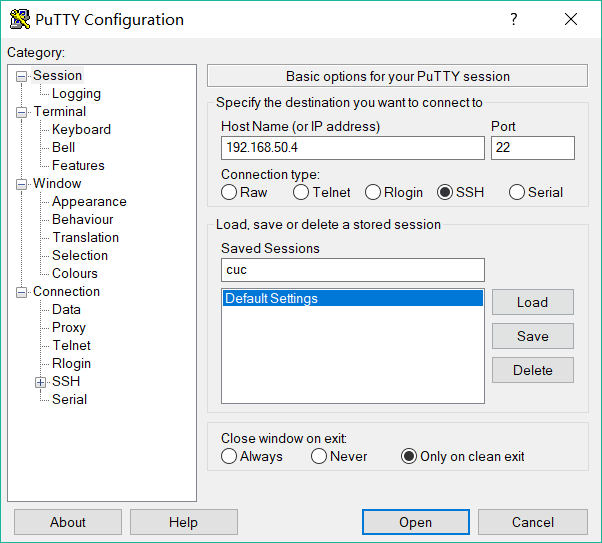 PuTTY Configuration
?
Category:
Session
Logging
Terminal
Keyboard
Bell
Features
Window
Appearance
Behaviour
Translation
Selection
Colours
Connection
Data
Proxy
Telnet
Rlogin
SSH
Serial
Basic options for your PuTTY session
Specify the destination you want to connect to
Host Name (or IP address) Port
192.168.50.4 22
Connection type:
Raw Telnet Rlogin SSH Serial
Load, save or delete a stored session
Saved Sessions
cuc
Default Settings
Load
Save
Delete
Close window on exit:
Always Never Only on clean exit
About Help Open Cancel